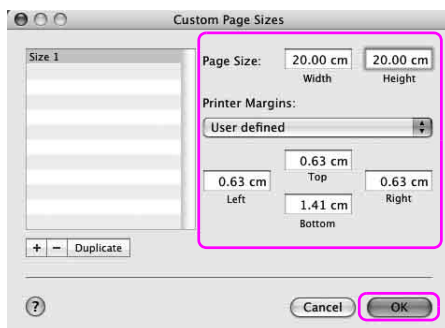 Custom Page Sizes
Size 1
Page Size: 20.00 cm 20.00 cm
Width Height
Printer Margins:
User defined
0.63 cm
Top
0.63 cm 0.63 cm
Left Right
1.41 cm
Bottom
+ − Duplicate
? Cancel OK